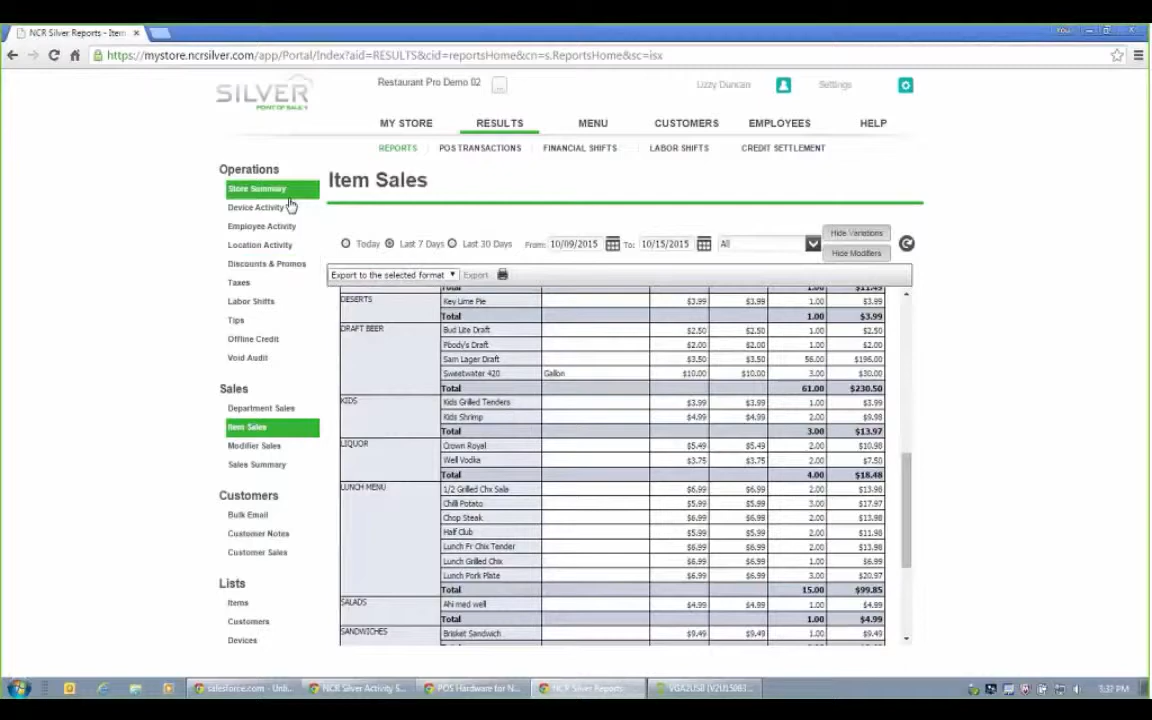 NCR Silver Reports - Item
https://mystore.ncrsilver.com/app/Portal/Index?aid=RESULTS&cid=reportsHome&cn=s.ReportsHome&sc=isx
SILVER
POINT OF SALE
Restaurant Pro Demo 02
...
Lizzy Duncan
Settings
MY STORE RESULTS MENU CUSTOMERS EMPLOYEES HELP
REPORTS POS TRANSACTIONS FINANCIAL SHIFTS LABOR SHIFTS CREDIT SETTLEMENT
Operations
Store Summary
Device Activity
Employee Activity
Location Activity
Discounts & Promos
Taxes
Labor Shifts
Tips
Offline Credit
Void Audit
Sales
Department Sales
Item Sales
Modifier Sales
Sales Summary
Customers
Bulk Email
Customer Notes
Customer Sales
Lists
Items
Customers
Devices
Item Sales
Today Last 7 Days Last 30 Days From: 10/09/2015 To: 10/15/2015 All
Hide Variations
Hide Modifiers
Export to the selected format Export
Total 1.00 $11.49
DESERTS Key Lime Pie $3.99 $3.99 1.00 $3.99
Total 1.00 $3.99
DRAFT BEER Bud Lite Draft $2.50 $2.50 1.00 $2.50
Pbody's Draft $2.00 $2.00 1.00 $2.00
Sam Lager Draft $3.50 $3.50 56.00 $196.00
Sweetwater 420 Gallon $10.00 $10.00 3.00 $30.00
Total 61.00 $230.50
KIDS Kids Grilled Tenders $3.99 $3.99 1.00 $3.99
Kids Shrimp $4.99 $4.99 2.00 $9.98
Total 3.00 $13.97
LIQUOR Crown Royal $5.49 $5.49 2.00 $10.98
Well Vodka $3.75 $3.75 2.00 $7.50
Total 4.00 $18.48
LUNCH MENU 1/2 Grilled Chx Sala $6.99 $6.99 2.00 $13.98
Chilli Potato $5.99 $5.99 3.00 $17.97
Chop Steak $6.99 $6.99 2.00 $13.98
Half Club $5.99 $5.99 2.00 $11.98
Lunch Fr Chix Tender $6.99 $6.99 2.00 $13.98
Lunch Grilled Chix $6.99 $6.99 1.00 $6.99
Lunch Pork Plate $6.99 $6.99 3.00 $20.97
Total 15.00 $99.85
SALADS Ahi med well $4.99 $4.99 1.00 $4.99
Total 1.00 $4.99
SANDWICHES Brisket Sandwich $9.49 $9.49 1.00 $9.49
salesforce.com - Unli... NCR Silver Activity S... POS Hardware for N... NCR Silver Reports 3:32 PM